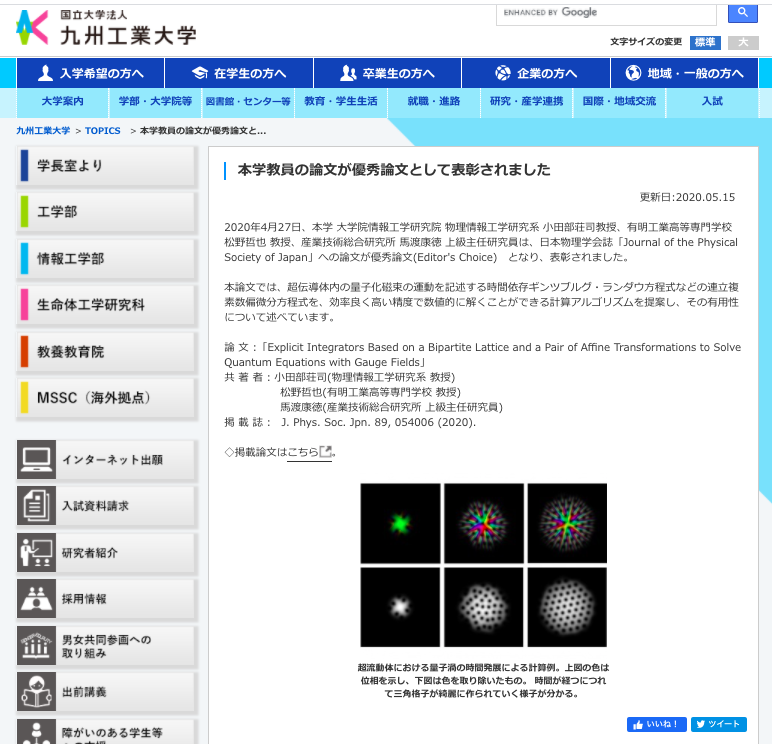 国立大学法人
九州工業大学
ENHANCED BY Google
文字サイズの変更 標準 大
入学希望の方へ 在学生の方へ 卒業生の方へ 企業の方へ 地域・一般の方へ
大学案内 学部・大学院等 図書館・センター等 教育・学生生活 就職・進路 研究・産学連携 国際・地域交流 入試
九州工業大学 > TOPICS > 本学教員の論文が優秀論文と...
学長室より
工学部
情報工学部
生命体工学研究科
教養教育院
MSSC（海外拠点）
インターネット出願
入試資料請求
研究者紹介
採用情報
男女共同参画への
取り組み
出前講義
障がいのある学生等
本学教員の論文が優秀論文として表彰されました
更新日:2020.05.15
2020年4月27日、本学 大学院情報工学研究院 物理情報工学研究系 小田部荘司教授、有明工業高等専門学校
松野哲也 教授、産業技術総合研究所 馬渡康徳 上級主任研究員は、日本物理学会誌「Journal of the Physical
Society of Japan」への論文が優秀論文(Editor's Choice)　となり、表彰されました。
本論文では、超伝導体内の量子化磁束の運動を記述する時間依存ギンツブルグ・ランダウ方程式などの連立複
素数偏微分方程式を、効率良く高い精度で数値的に解くことができる計算アルゴリズムを提案し、その有用性
について述べています。
論 文：「Explicit Integrators Based on a Bipartite Lattice and a Pair of Affine Transformations to Solve
Quantum Equations with Gauge Fields」
共 著 者：小田部荘司(物理情報工学研究系 教授)
松野哲也(有明工業高等専門学校 教授)
馬渡康徳(産業技術総合研究所 上級主任研究員)
掲 載 誌： J. Phys. Soc. Jpn. 89, 054006 (2020).
◇掲載論文はこちら。
超流動体における量子渦の時間発展による計算例。上図の色は
位相を示し、下図は色を取り除いたもの。 時間が経つにつれ
て三角格子が綺麗に作られていく様子が分かる。
いいね！ ツイート